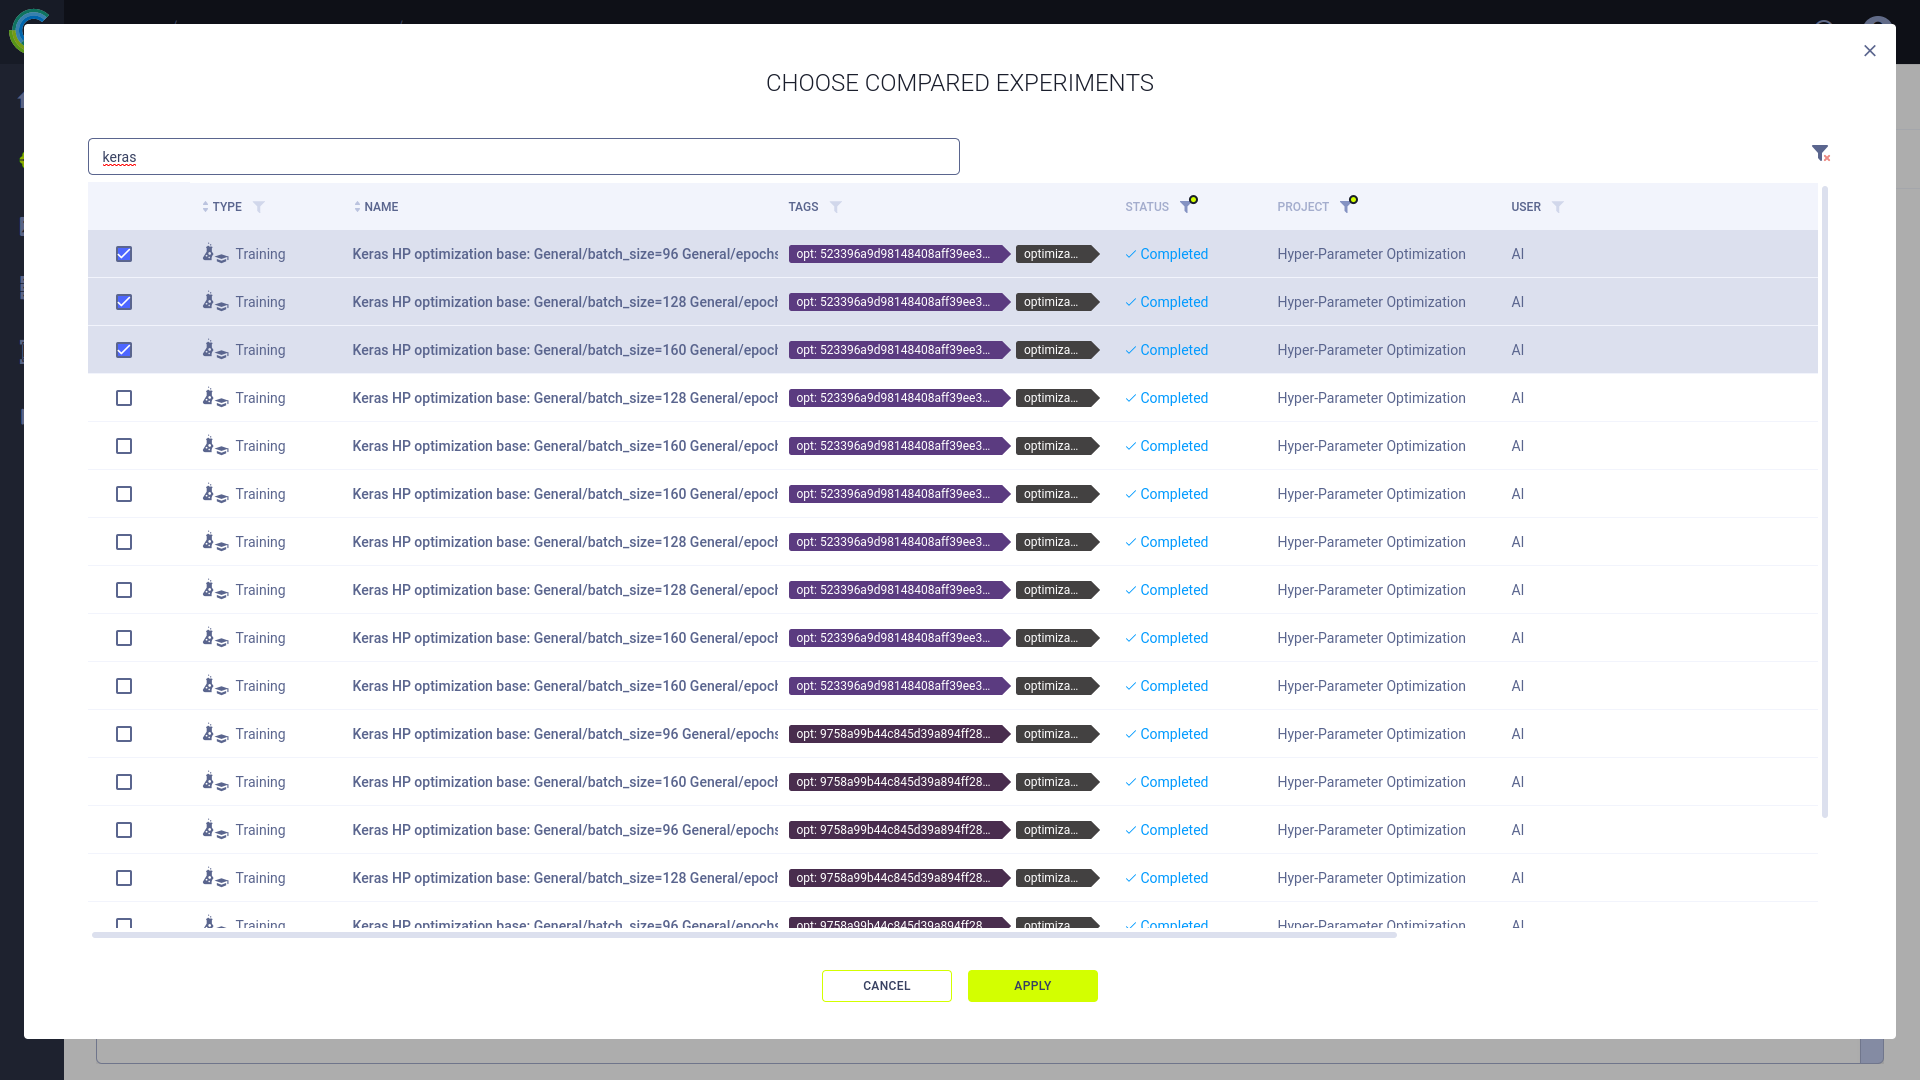 CHOOSE COMPARED EXPERIMENTS
keras
TYPE NAME TAGS STATUS PROJECT USER
Training Keras HP optimization base: General/batch_size=96 General/epochs opt: 523396a9d98148408aff39ee3... optimiza... Completed Hyper-Parameter Optimization AI
Training Keras HP optimization base: General/batch_size=128 General/epoch opt: 523396a9d98148408aff39ee3... optimiza... Completed Hyper-Parameter Optimization AI
Training Keras HP optimization base: General/batch_size=160 General/epoch opt: 523396a9d98148408aff39ee3... optimiza... Completed Hyper-Parameter Optimization AI
Training Keras HP optimization base: General/batch_size=128 General/epoch opt: 523396a9d98148408aff39ee3... optimiza... Completed Hyper-Parameter Optimization AI
Training Keras HP optimization base: General/batch_size=160 General/epoch opt: 523396a9d98148408aff39ee3... optimiza... Completed Hyper-Parameter Optimization AI
Training Keras HP optimization base: General/batch_size=160 General/epoch opt: 523396a9d98148408aff39ee3... optimiza... Completed Hyper-Parameter Optimization AI
Training Keras HP optimization base: General/batch_size=128 General/epoch opt: 523396a9d98148408aff39ee3... optimiza... Completed Hyper-Parameter Optimization AI
Training Keras HP optimization base: General/batch_size=128 General/epoch opt: 523396a9d98148408aff39ee3... optimiza... Completed Hyper-Parameter Optimization AI
Training Keras HP optimization base: General/batch_size=160 General/epoch opt: 523396a9d98148408aff39ee3... optimiza... Completed Hyper-Parameter Optimization AI
Training Keras HP optimization base: General/batch_size=160 General/epoch opt: 523396a9d98148408aff39ee3... optimiza... Completed Hyper-Parameter Optimization AI
Training Keras HP optimization base: General/batch_size=96 General/epochs opt: 9758a99b44c845d39a894ff28... optimiza... Completed Hyper-Parameter Optimization AI
Training Keras HP optimization base: General/batch_size=160 General/epoch opt: 9758a99b44c845d39a894ff28... optimiza... Completed Hyper-Parameter Optimization AI
Training Keras HP optimization base: General/batch_size=96 General/epochs opt: 9758a99b44c845d39a894ff28... optimiza... Completed Hyper-Parameter Optimization AI
Training Keras HP optimization base: General/batch_size=128 General/epoch opt: 9758a99b44c845d39a894ff28... optimiza... Completed Hyper-Parameter Optimization AI
Training Keras HP optimization base: General/batch_size=96 General/epochs opt: 9758a99b44c845d39a894ff28... optimiza... Completed Hyper-Parameter Optimization AI
CANCEL APPLY